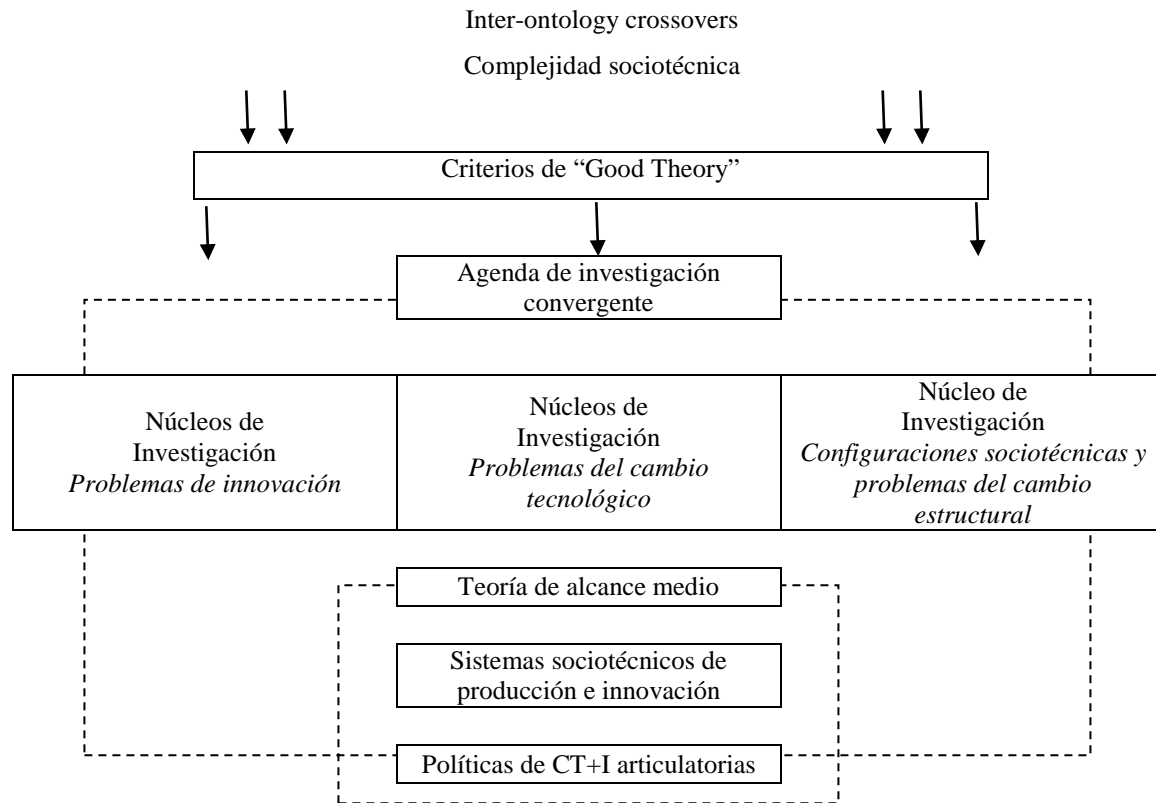 Inter-ontology crossovers
Complejidad sociotécnica
Criterios de “Good Theory”
Agenda de investigación
convergente
Núcleos de
Investigación
Problemas de innovación
Núcleos de
Investigación
Problemas del cambio
tecnológico
Núcleo de
Investigación
Configuraciones sociotécnicas y
problemas del cambio
estructural
Teoría de alcance medio
Sistemas sociotécnicos de
producción e innovación
Políticas de CT+I articulatorias